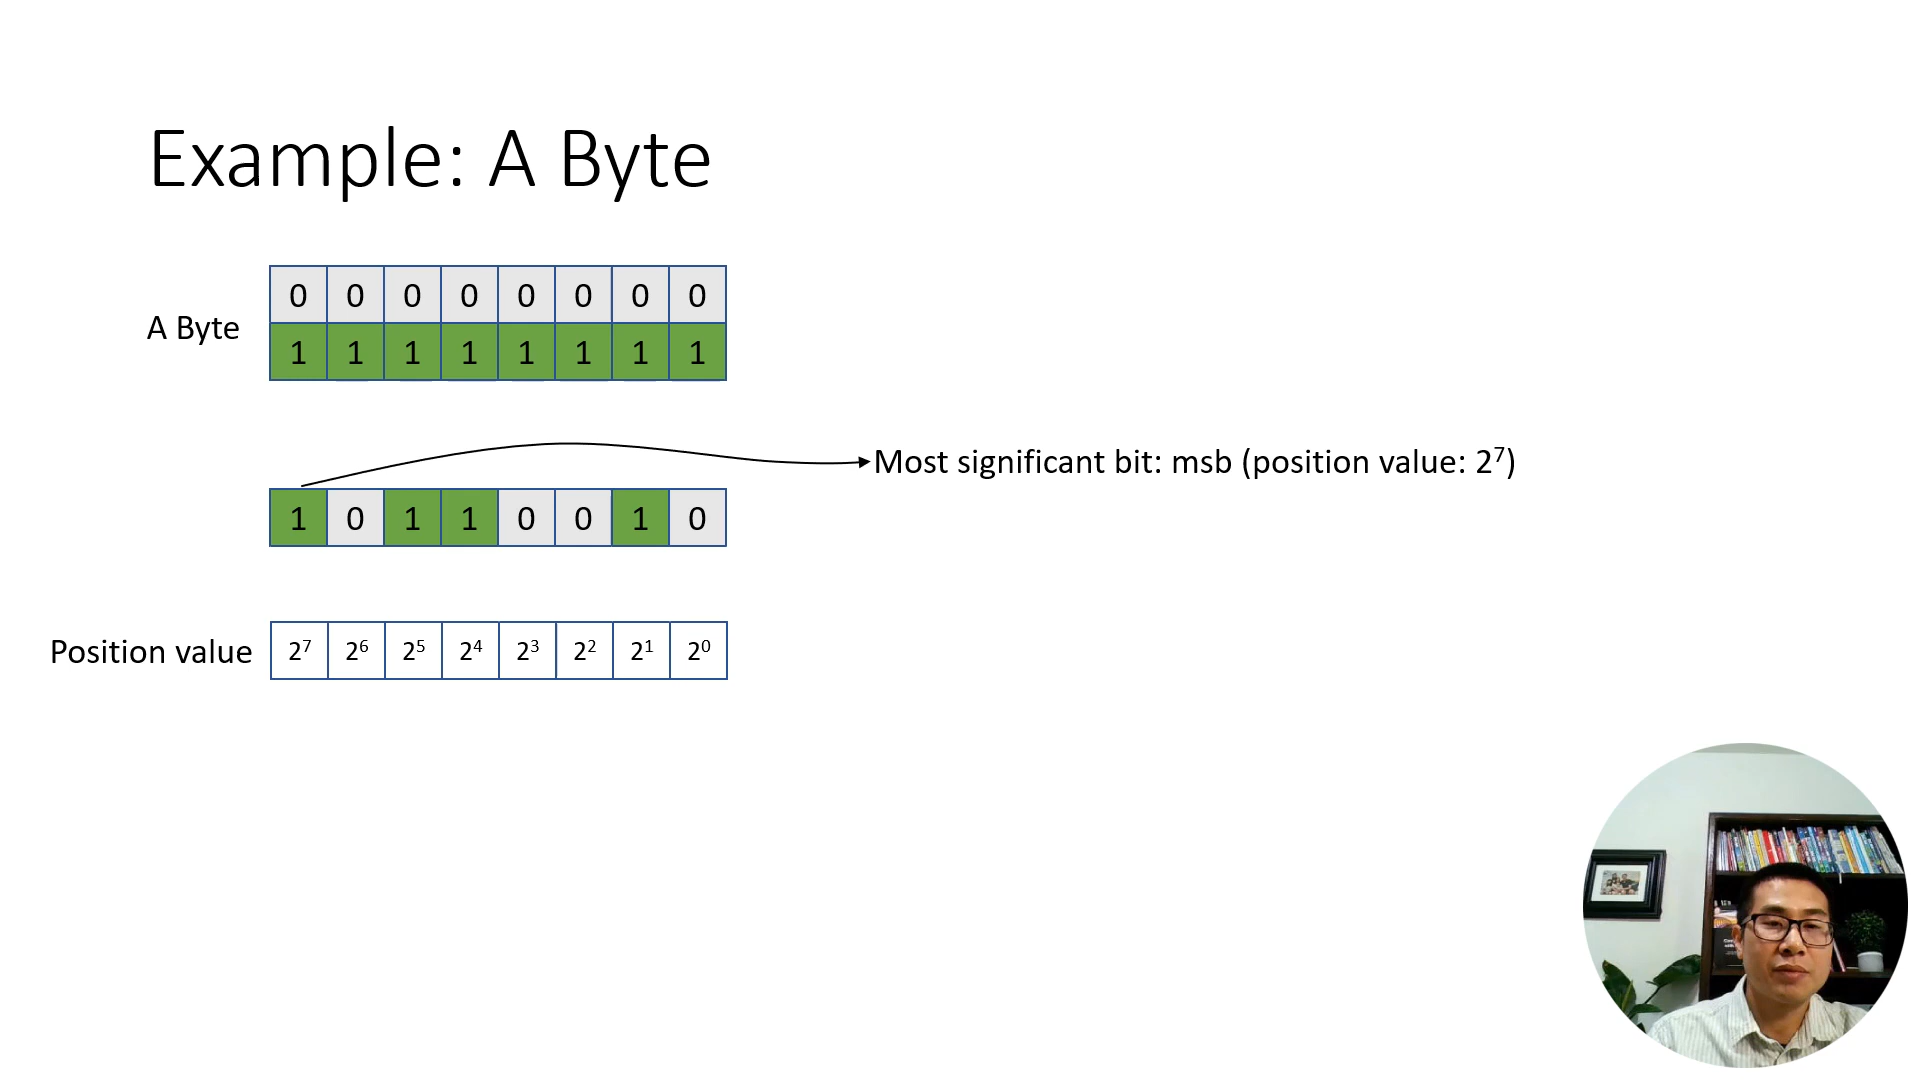 Example: A Byte
0 0 0 0 0 0 0 0
A Byte
1 1 1 1 1 1 1 1
Most significant bit: msb (position value: 2⁷)
1 0 1 1 0 0 1 0
Position value 2⁷ 2⁶ 2⁵ 2⁴ 2³ 2² 2¹ 2⁰